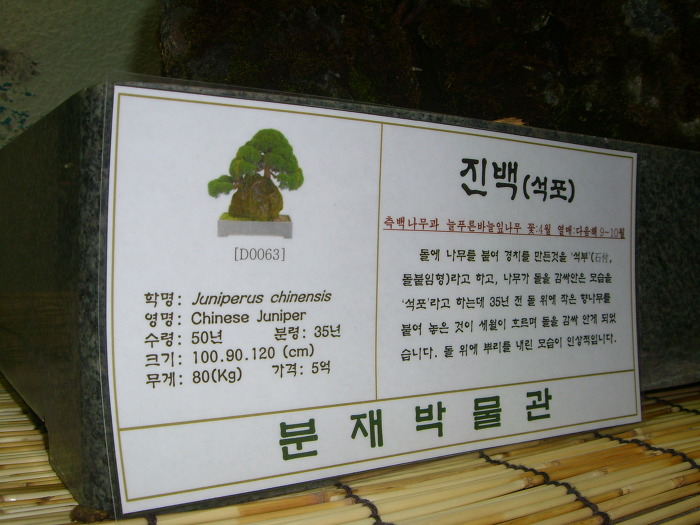 [D0063]
학명: Juniperus chinensis
영명: Chinese Juniper
수령: 50년 분령: 35년
크기: 100.90.120 (cm)
무게: 80(Kg) 가격: 5억
진백(석포)
측백나무과 늘푸른바늘잎나무 꽃:4월 열매:다음해 9~10월
돌에 나무를 붙여 경치를 만든것을 '석부'(石付,
돌붙임형)라고 하고, 나무가 돌을 감싸안은 모습을
'석포'라고 하는데 35년 전 돌 위에 작은 향나무를
붙여 놓은 것이 세월이 흐르며 돌을 감싸 안게 되었
습니다. 돌 위에 뿌리를 내린 모습이 인상적입니다.
분재박물관